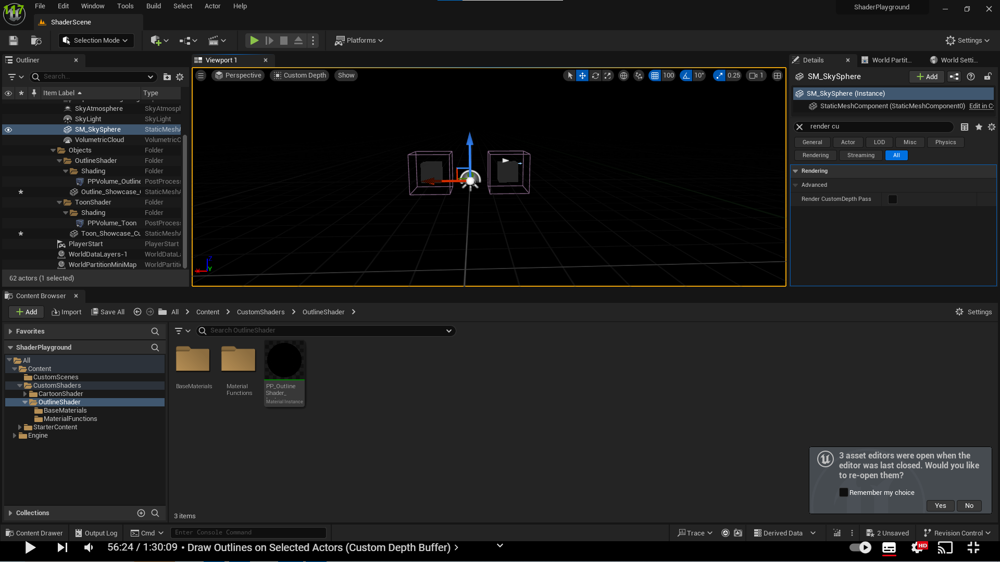 117
File Edit Window Tools Build Select Actor Help
ShaderPlayground
ShaderScene
Selection Mode
Platforms
Settings
Outliner
Search...
Item Label Type
SkyAtmosphere SkyAtmosph
SkyLight SkyLight
SM_SkySphere StaticMeshA
VolumetricCloud VolumetricC
Objects Folder
OutlineShader Folder
Shading Folder
PPVolume_Outline PostProces
Outline_Showcase_ StaticMeshA
ToonShader Folder
Shading Folder
PPVolume_Toon PostProces
Toon_Showcase_Cu StaticMeshA
PlayerStart PlayerStart
WorldDataLayers-1 WorldDataLa
WorldPartitionMiniMap WorldPartiti
62 actors (1 selected)
Viewport 1
Perspective Custom Depth Show
100 10° 0.25 1
Z
X Y
Details World Partit... World Setti...
SM_SkySphere
Add
SM_SkySphere (Instance)
StaticMeshComponent (StaticMeshComponent0) Edit in C
render cu
General Actor LOD Misc Physics
Rendering Streaming All
Rendering
Advanced
Render CustomDepth Pass
Content Browser
Add Import Save All All > Content > CustomShaders > OutlineShader >
Settings
Favorites
ShaderPlayground
All
Content
CustomScenes
CustomShaders
CartoonShader
OutlineShader
BaseMaterials
MaterialFunctions
StarterContent
Engine
Collections
Search OutlineShader
BaseMaterials
Material
Functions
PP_Outline
Shader_
Material Instance
3 items
3 asset editors were open when the
editor was last closed. Would you like
to re-open them?
Remember my choice
Yes No
Content Drawer Output Log Cmd Enter Console Command
Trace Derived Data 2 Unsaved Revision Control
56:24 / 1:30:09 • Draw Outlines on Selected Actors (Custom Depth Buffer) >
HD